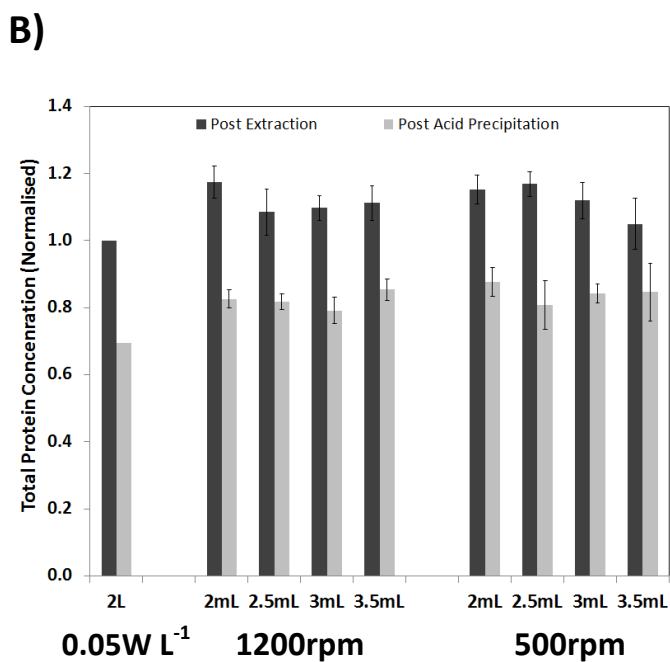 B)
Total Protein Concenration (Normalised)
1.4
1.2
1.0
0.8
0.6
0.4
0.2
0.0
Post Extraction Post Acid Precipitation
2L 2mL 2.5mL 3mL 3.5mL 2mL 2.5mL 3mL 3.5mL
0.05W L⁻¹ 1200rpm 500rpm